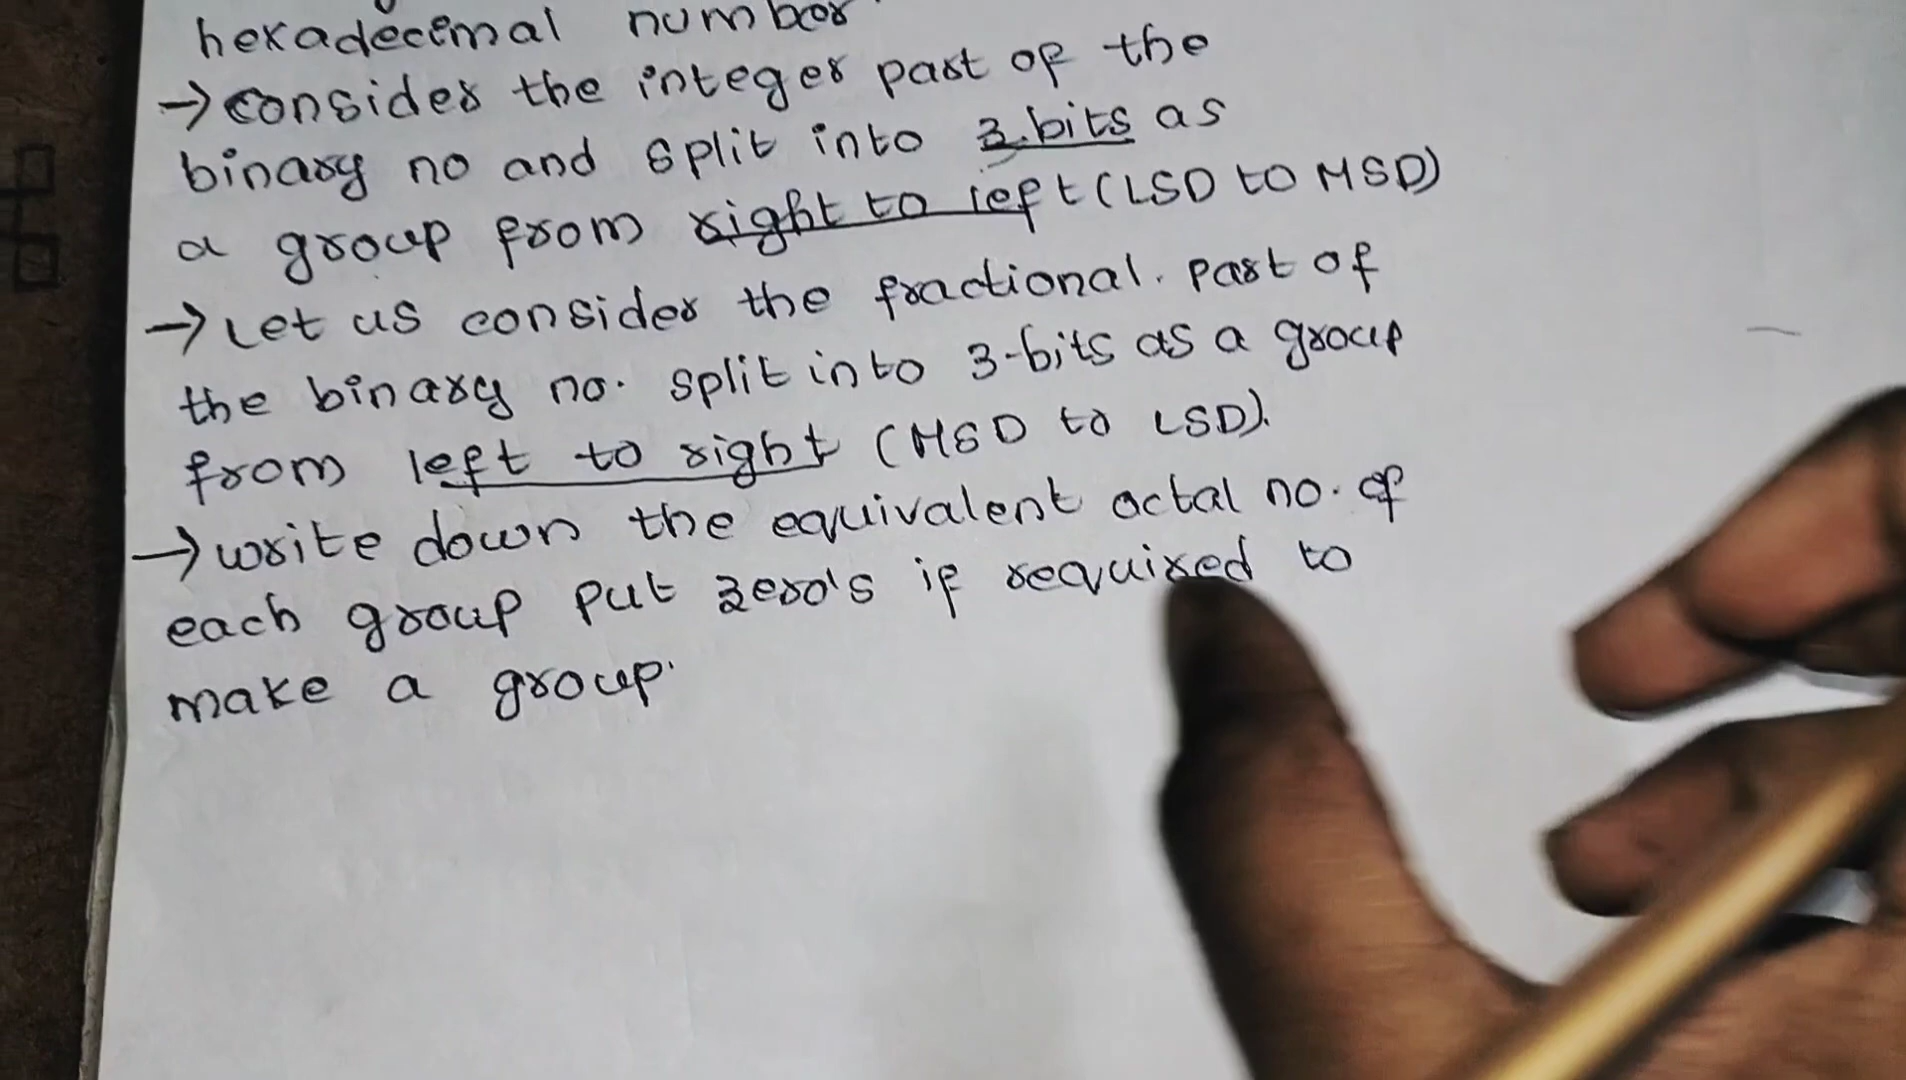 hexadecimal number
→ consider the integer part of the
binary no and split into 3-bits as
a group from right to left (LSD to MSD)
→ Let us consider the fractional part of
the binary no. split into 3-bits as a group
from left to right (MSD to LSD).
→ write down the equivalent octal no. of
each group put zero's if required to
make a group.